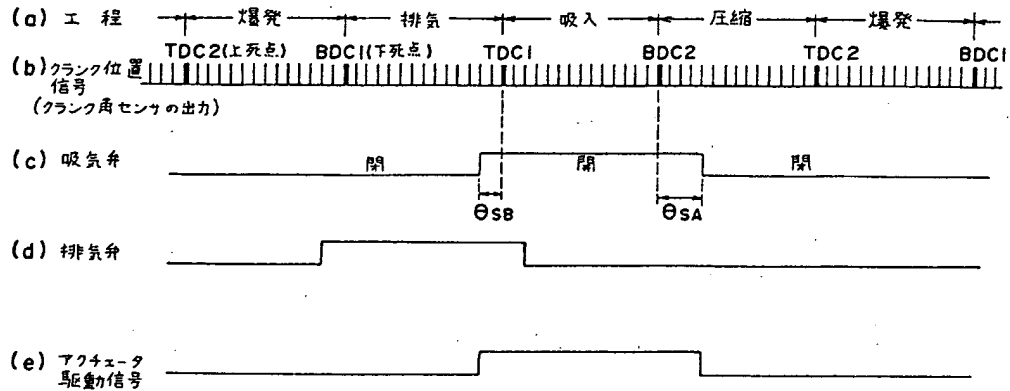 (a) 工程 爆発 排気 吸入 圧縮 爆発
TDC2(上死点) BDC1(下死点) TDC1 BDC2 TDC2 BDC1
(b) クランク位置
信号
(クランク角センサの出力)
(c) 吸気弁 閉 開 閉
θSB θSA
(d) 排気弁
(e) アクチェータ
駆動信号